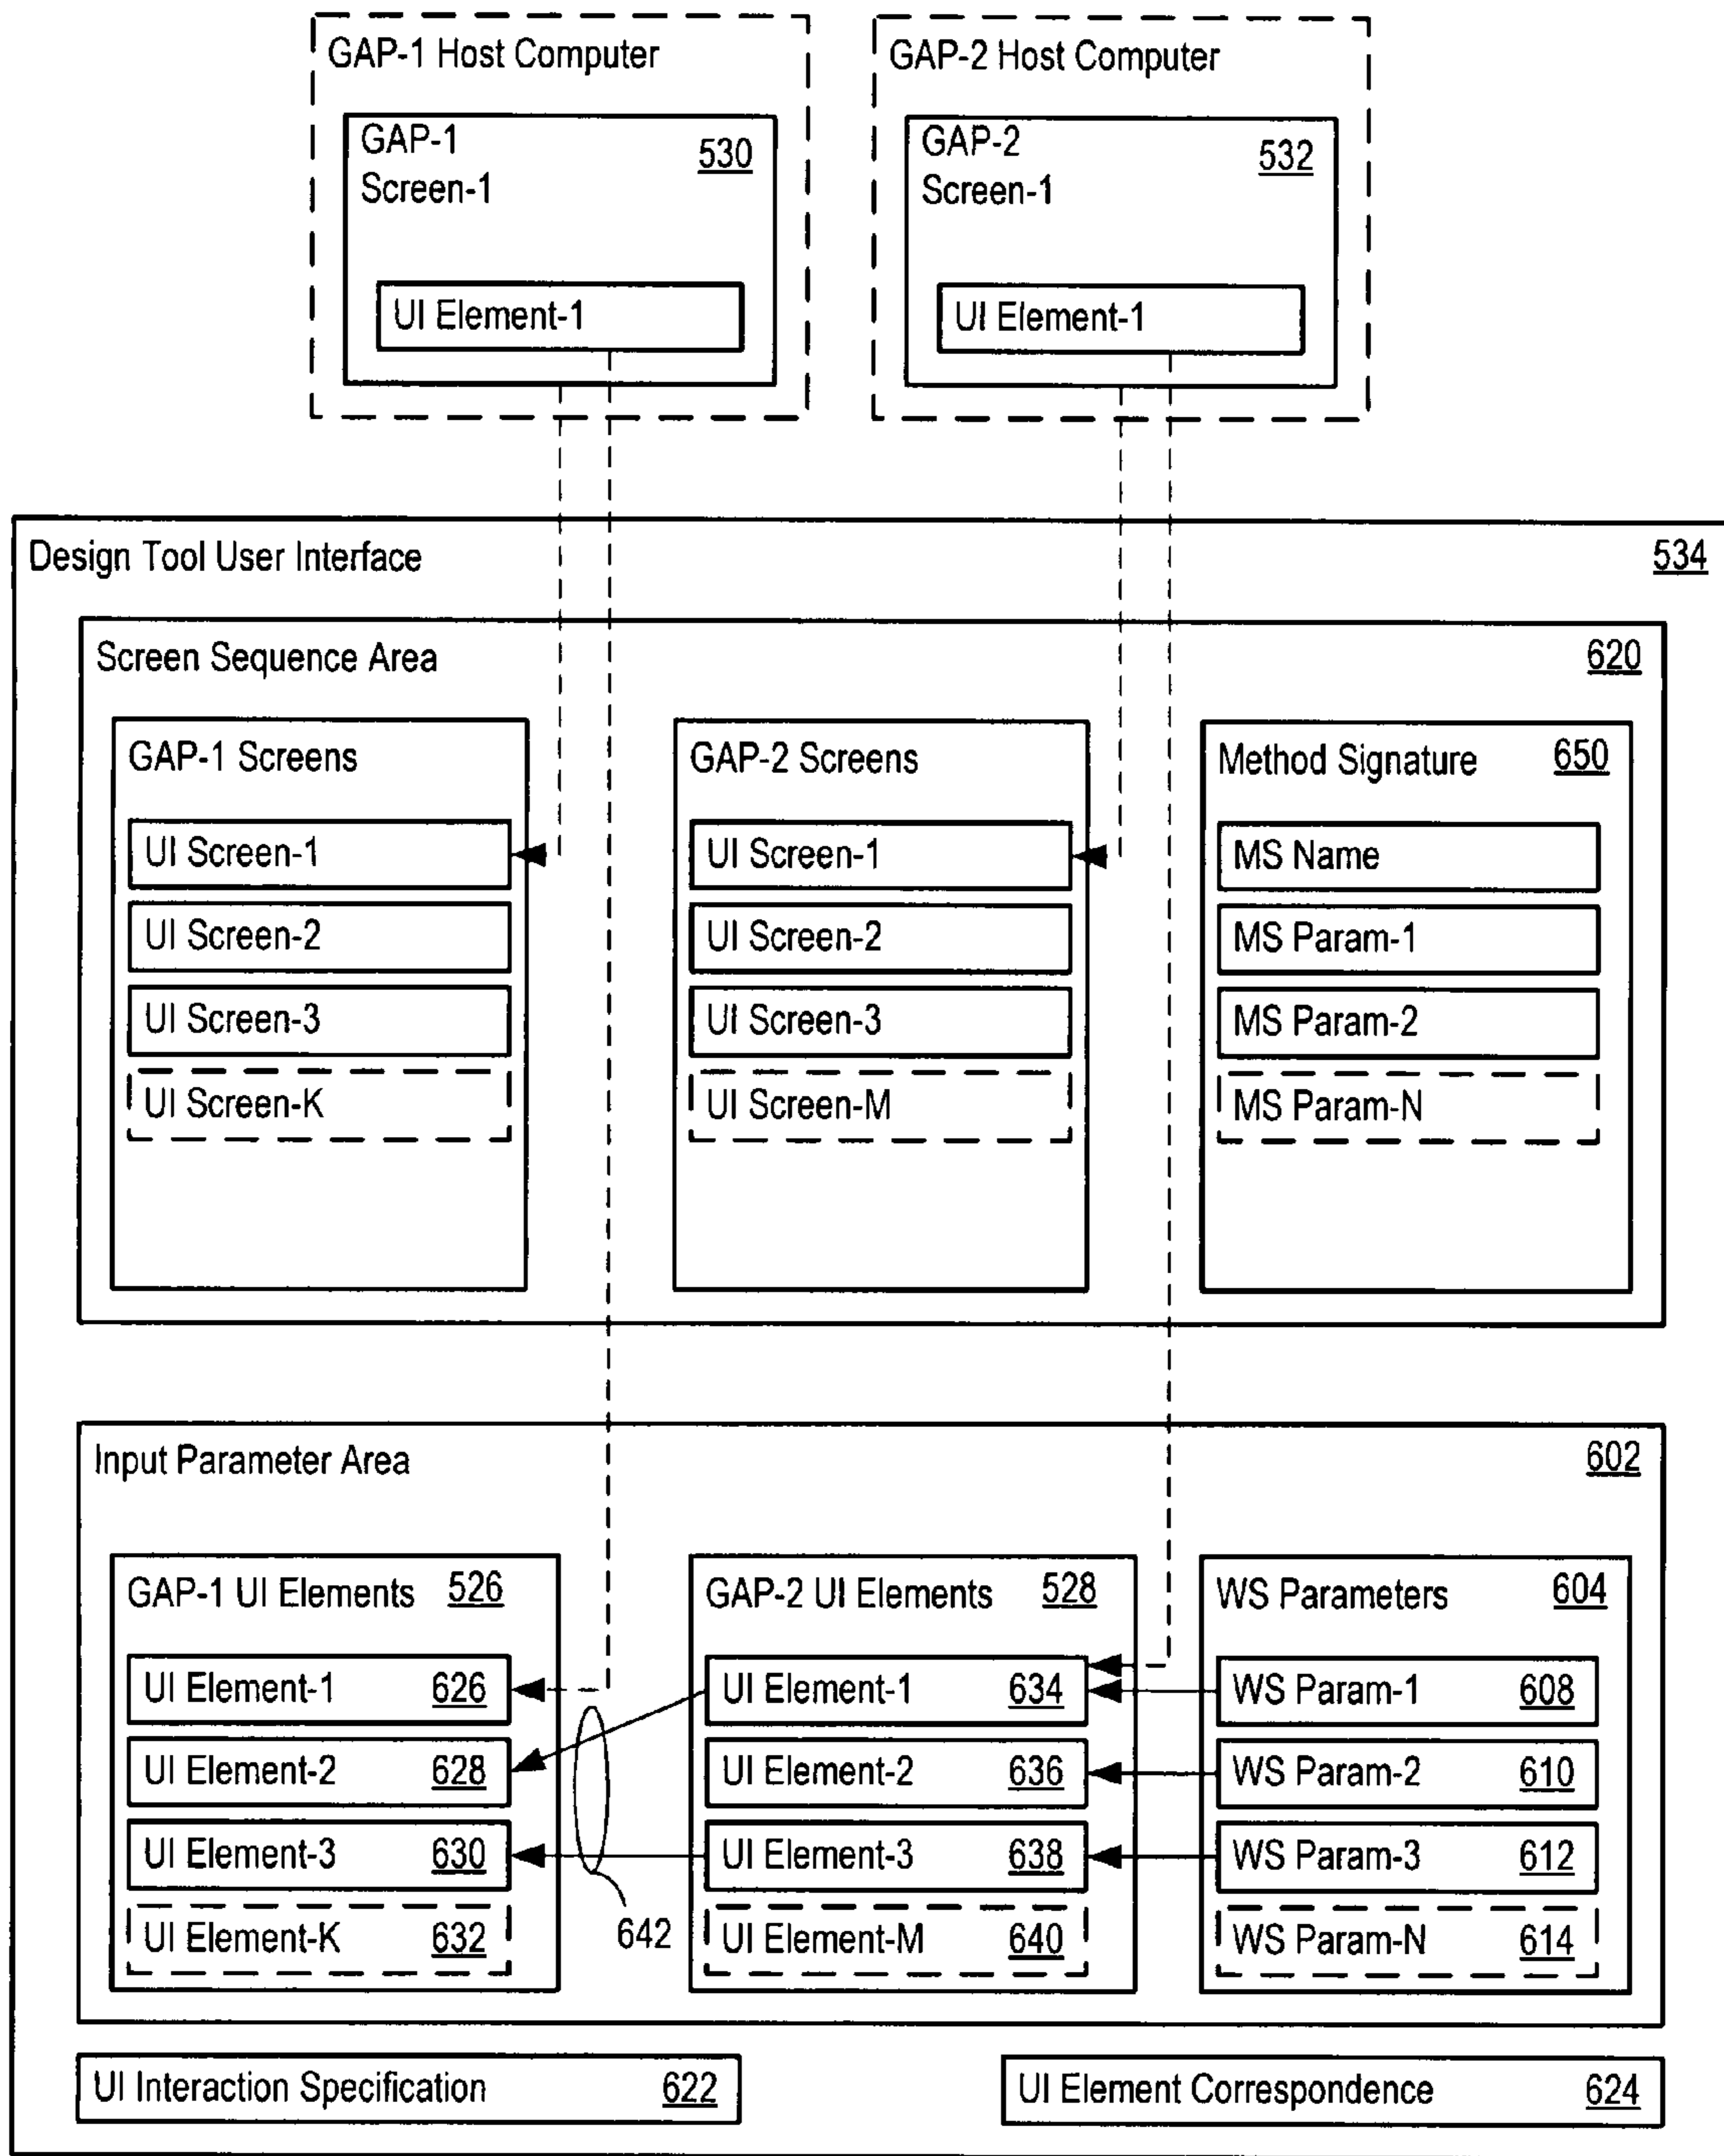 GAP-1 Host Computer
GAP-1
Screen-1
530
UI Element-1
GAP-2 Host Computer
GAP-2
Screen-1
532
UI Element-1
Design Tool User Interface 534
Screen Sequence Area 620
GAP-1 Screens
UI Screen-1
UI Screen-2
UI Screen-3
UI Screen-K
GAP-2 Screens
UI Screen-1
UI Screen-2
UI Screen-3
UI Screen-M
Method Signature 650
MS Name
MS Param-1
MS Param-2
MS Param-N
Input Parameter Area 602
GAP-1 UI Elements 526
UI Element-1 626
UI Element-2 628
UI Element-3 630
UI Element-K 632
642
GAP-2 UI Elements 528
UI Element-1 634
UI Element-2 636
UI Element-3 638
UI Element-M 640
WS Parameters 604
WS Param-1 608
WS Param-2 610
WS Param-3 612
WS Param-N 614
UI Interaction Specification 622
UI Element Correspondence 624